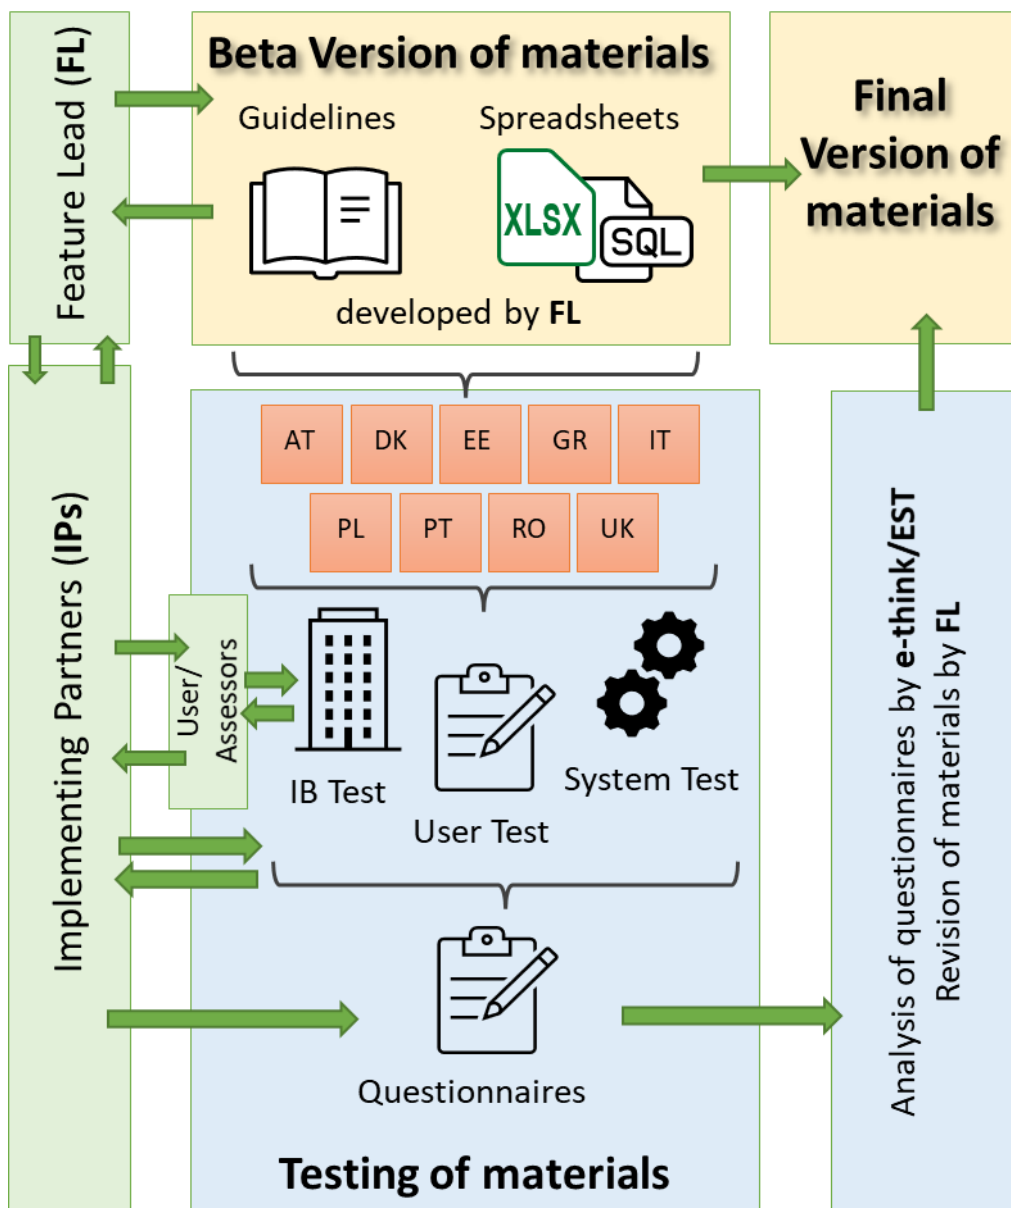 Feature Lead (FL)
Beta Version of materials
Guidelines
Spreadsheets
XLSX
SQL
developed by FL
Final
Version of
materials
Implementing Partners (IPs)
AT
DK
EE
GR
IT
PL
PT
RO
UK
User/
Assessors
IB Test
User Test
System Test
Questionnaires
Testing of materials
Analysis of questionnaires by e-think/EST
Revision of materials by FL